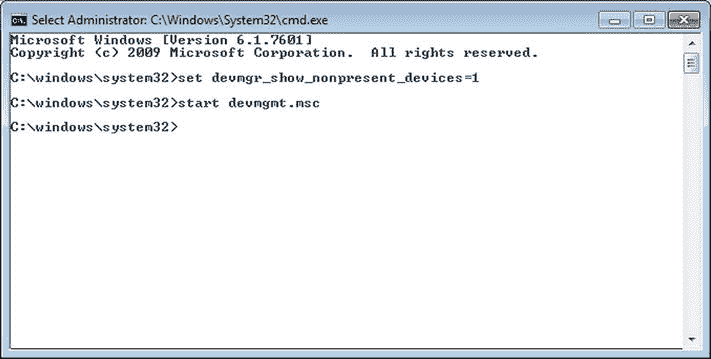 Select Administrator: C:\Windows\System32\cmd.exe
Microsoft Windows [Version 6.1.7601]
Copyright (c) 2009 Microsoft Corporation.  All rights reserved.
C:\windows\system32>set devmgr_show_nonpresent_devices=1
C:\windows\system32>start devmgmt.msc
C:\windows\system32>